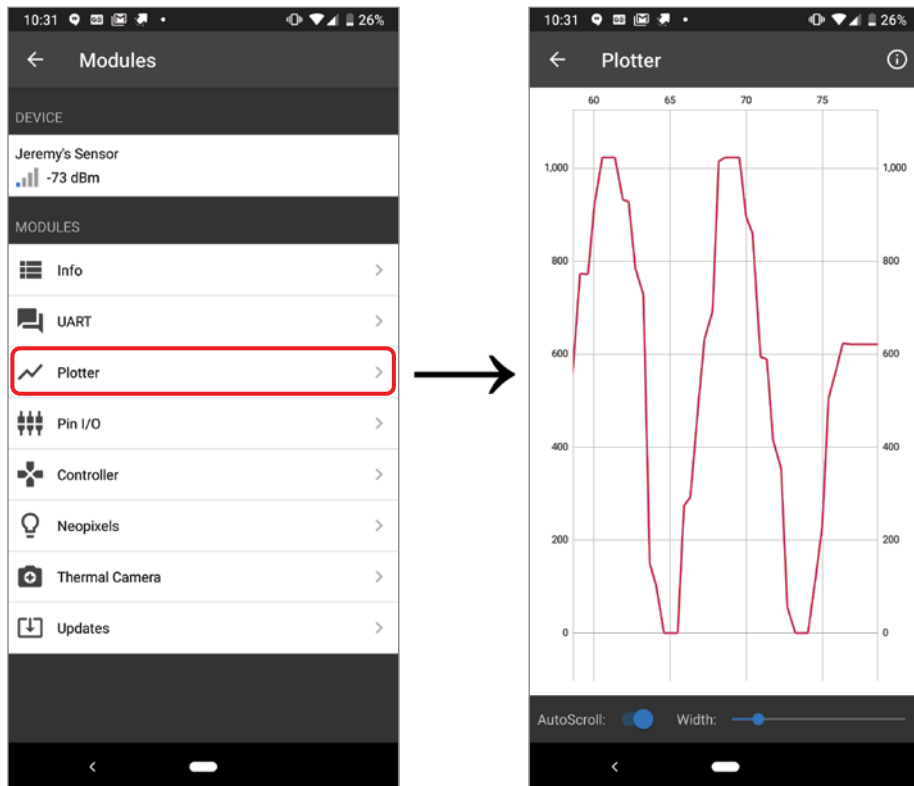 10:31 26%
Modules
DEVICE
Jeremy's Sensor
-73 dBm
MODULES
Info
UART
Plotter
Pin I/O
Controller
Neopixels
Thermal Camera
Updates
10:31 26%
Plotter
60 65 70 75
1,000 1,000
800 800
600 600
400 400
200 200
0 0
AutoScroll: Width: